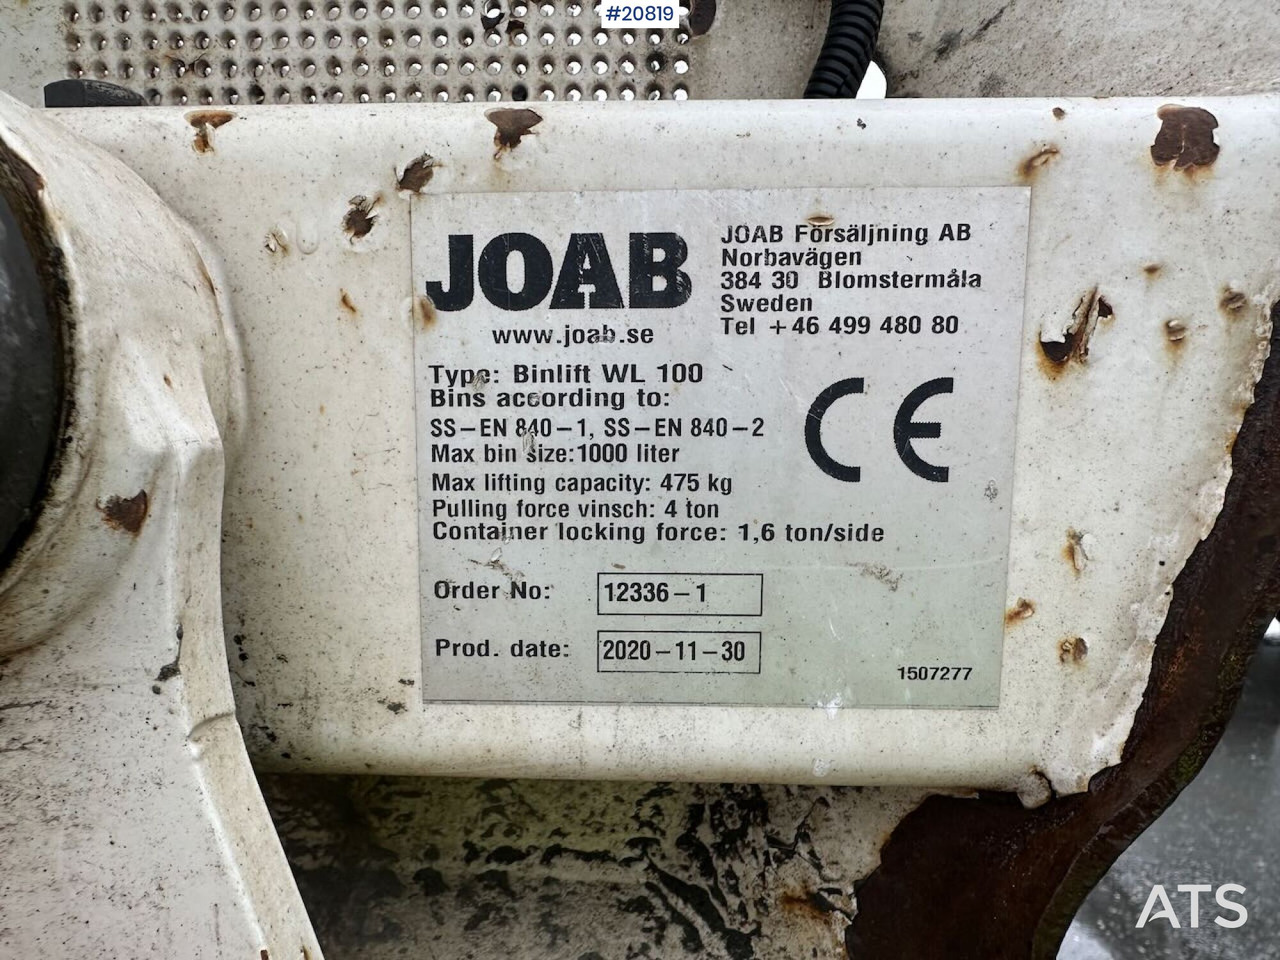 #20819
JOAB
www.joab.se
JOAB Försäljning AB
Norbavägen
384 30 Blomstermåla
Sweden
Tel +46 499 480 80
Type: Binlift WL 100
Bins according to:
SS-EN 840-1, SS-EN 840-2
Max bin size:1000 liter
Max lifting capacity: 475 kg
Pulling force vinsch: 4 ton
Container locking force: 1,6 ton/side
CE
Order No: 12336-1
Prod. date: 2020-11-30
1507277
ATS